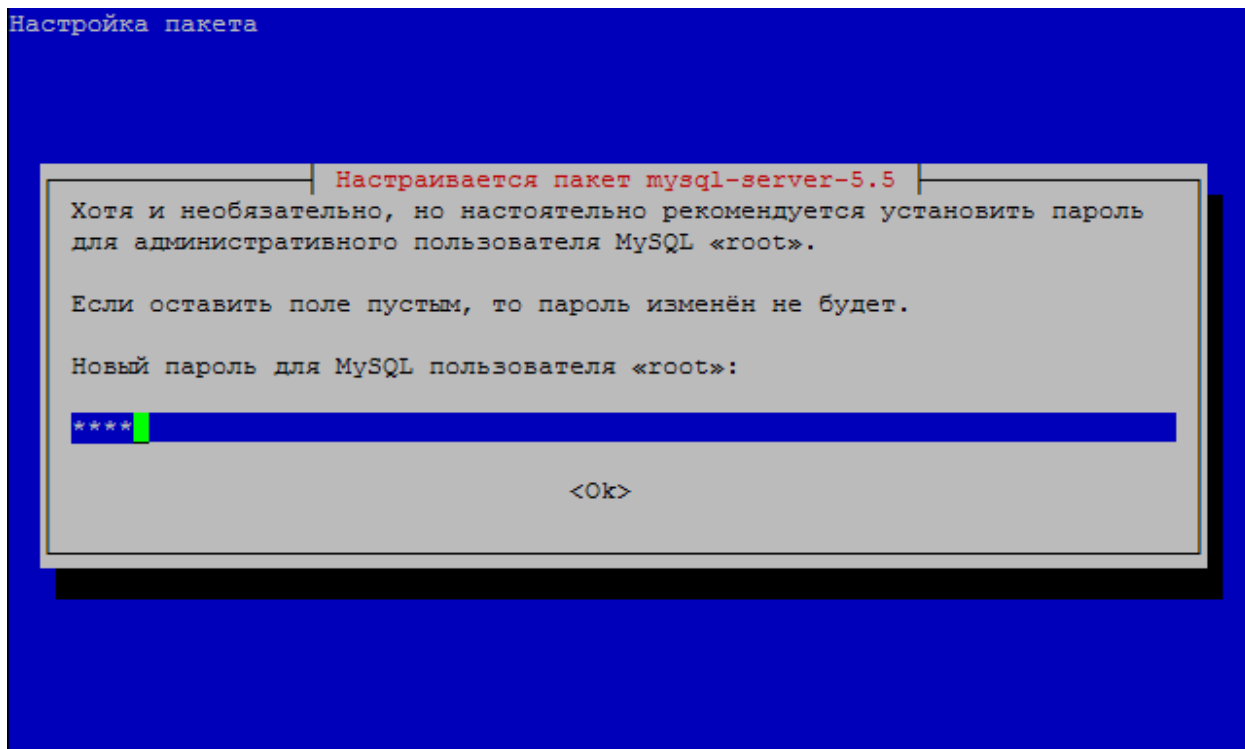 Настройка пакета
Настраивается пакет mysql-server-5.5
Хотя и необязательно, но настоятельно рекомендуется установить пароль
для административного пользователя MySQL «root».
Если оставить поле пустым, то пароль изменён не будет.
Новый пароль для MySQL пользователя «root»:
****
<Ok>